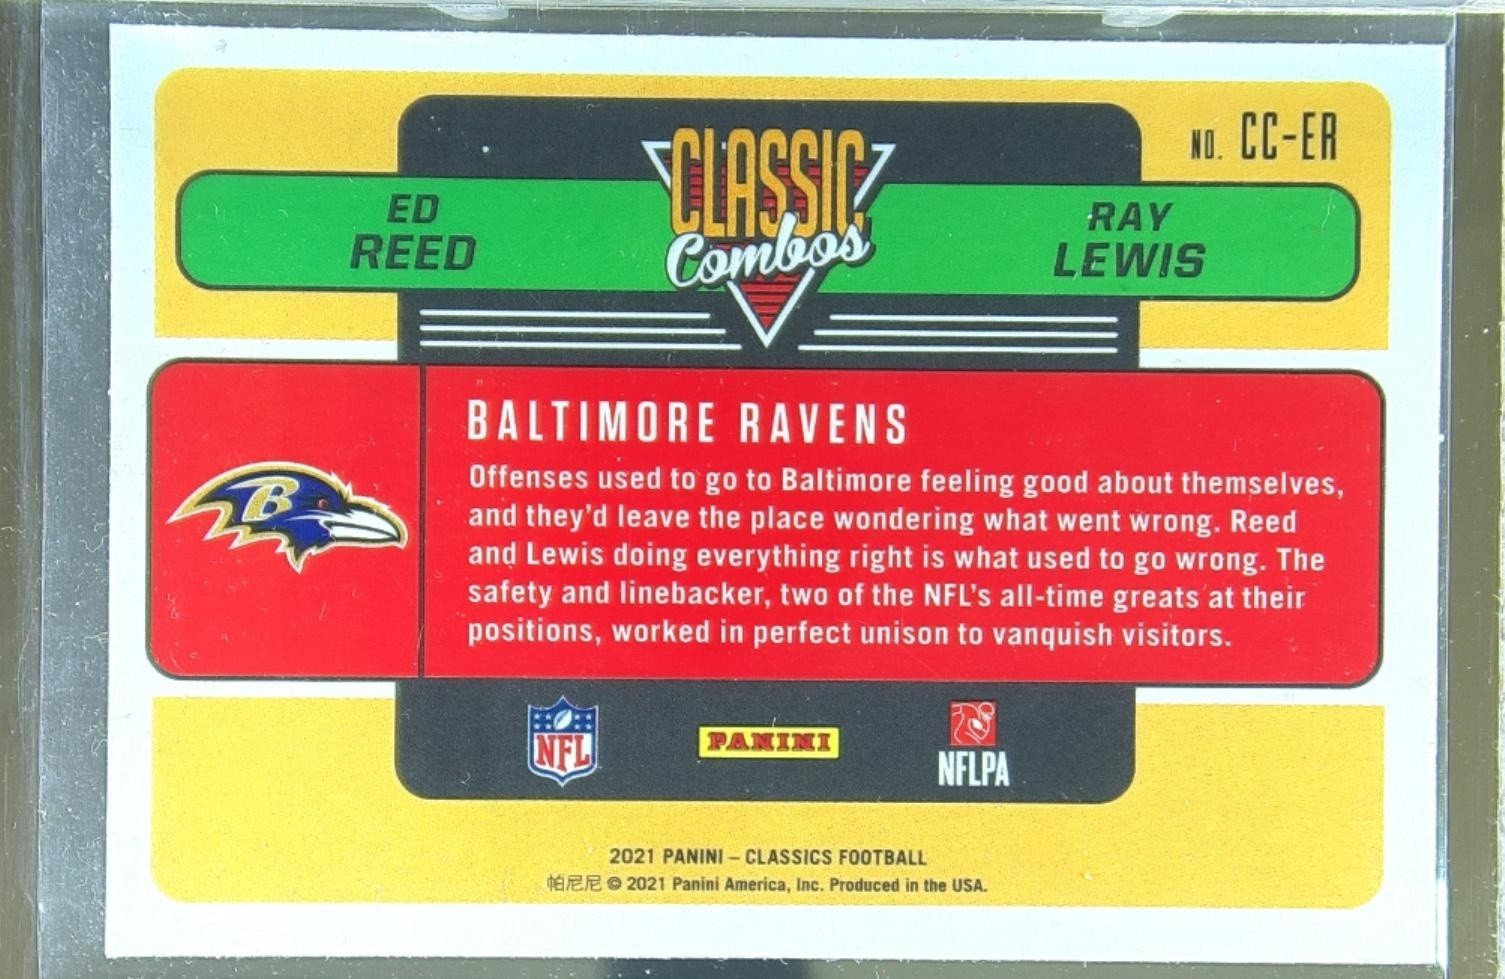 NO. CC-ER
ED
REED
CLASSIC
Combos
RAY
LEWIS
BALTIMORE RAVENS
Offenses used to go to Baltimore feeling good about themselves,
and they'd leave the place wondering what went wrong. Reed
and Lewis doing everything right is what used to go wrong. The
safety and linebacker, two of the NFL's all-time greats at their
positions, worked in perfect unison to vanquish visitors.
B
NFL
PANINI
NFLPA
2021 PANINI – CLASSICS FOOTBALL
帕尼尼 © 2021 Panini America, Inc. Produced in the USA.